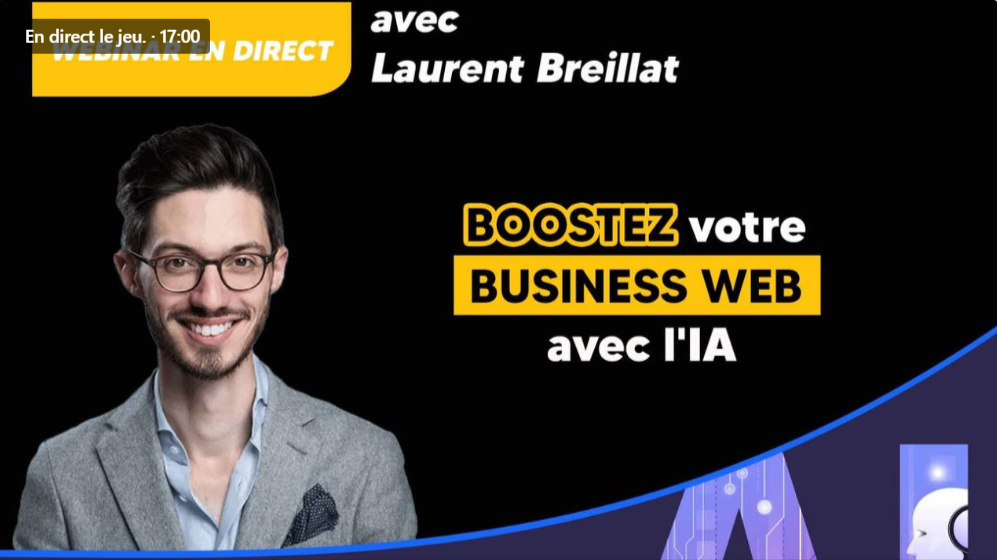 En direct le jeu. · 17:00
WEBINAR EN DIRECT
avec
Laurent Breillat
BOOSTEZ votre
BUSINESS WEB
avec l'IA